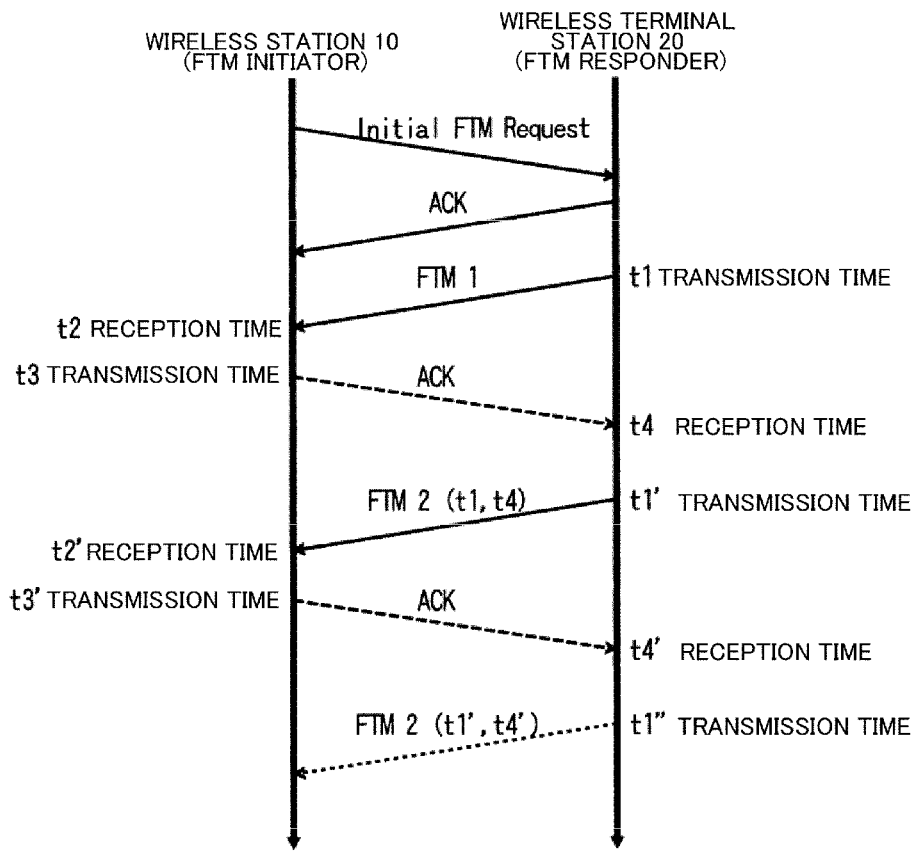 WIRELESS STATION 10
(FTM INITIATOR)
WIRELESS TERMINAL
STATION 20
(FTM RESPONDER)
Initial FTM Request
ACK
FTM 1
t1 TRANSMISSION TIME
t2 RECEPTION TIME
t3 TRANSMISSION TIME
ACK
t4 RECEPTION TIME
FTM 2 (t1,t4)
t1' TRANSMISSION TIME
t2' RECEPTION TIME
t3' TRANSMISSION TIME
ACK
t4' RECEPTION TIME
FTM 2 (t1',t4')
t1" TRANSMISSION TIME